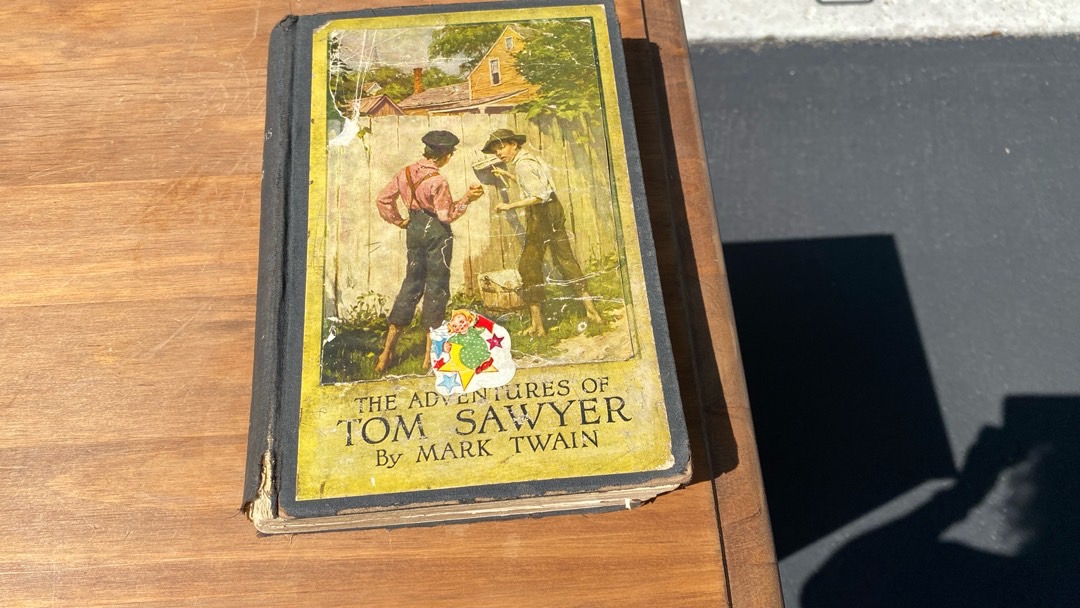 THE ADVENTURES OF
TOM SAWYER
By MARK TWAIN